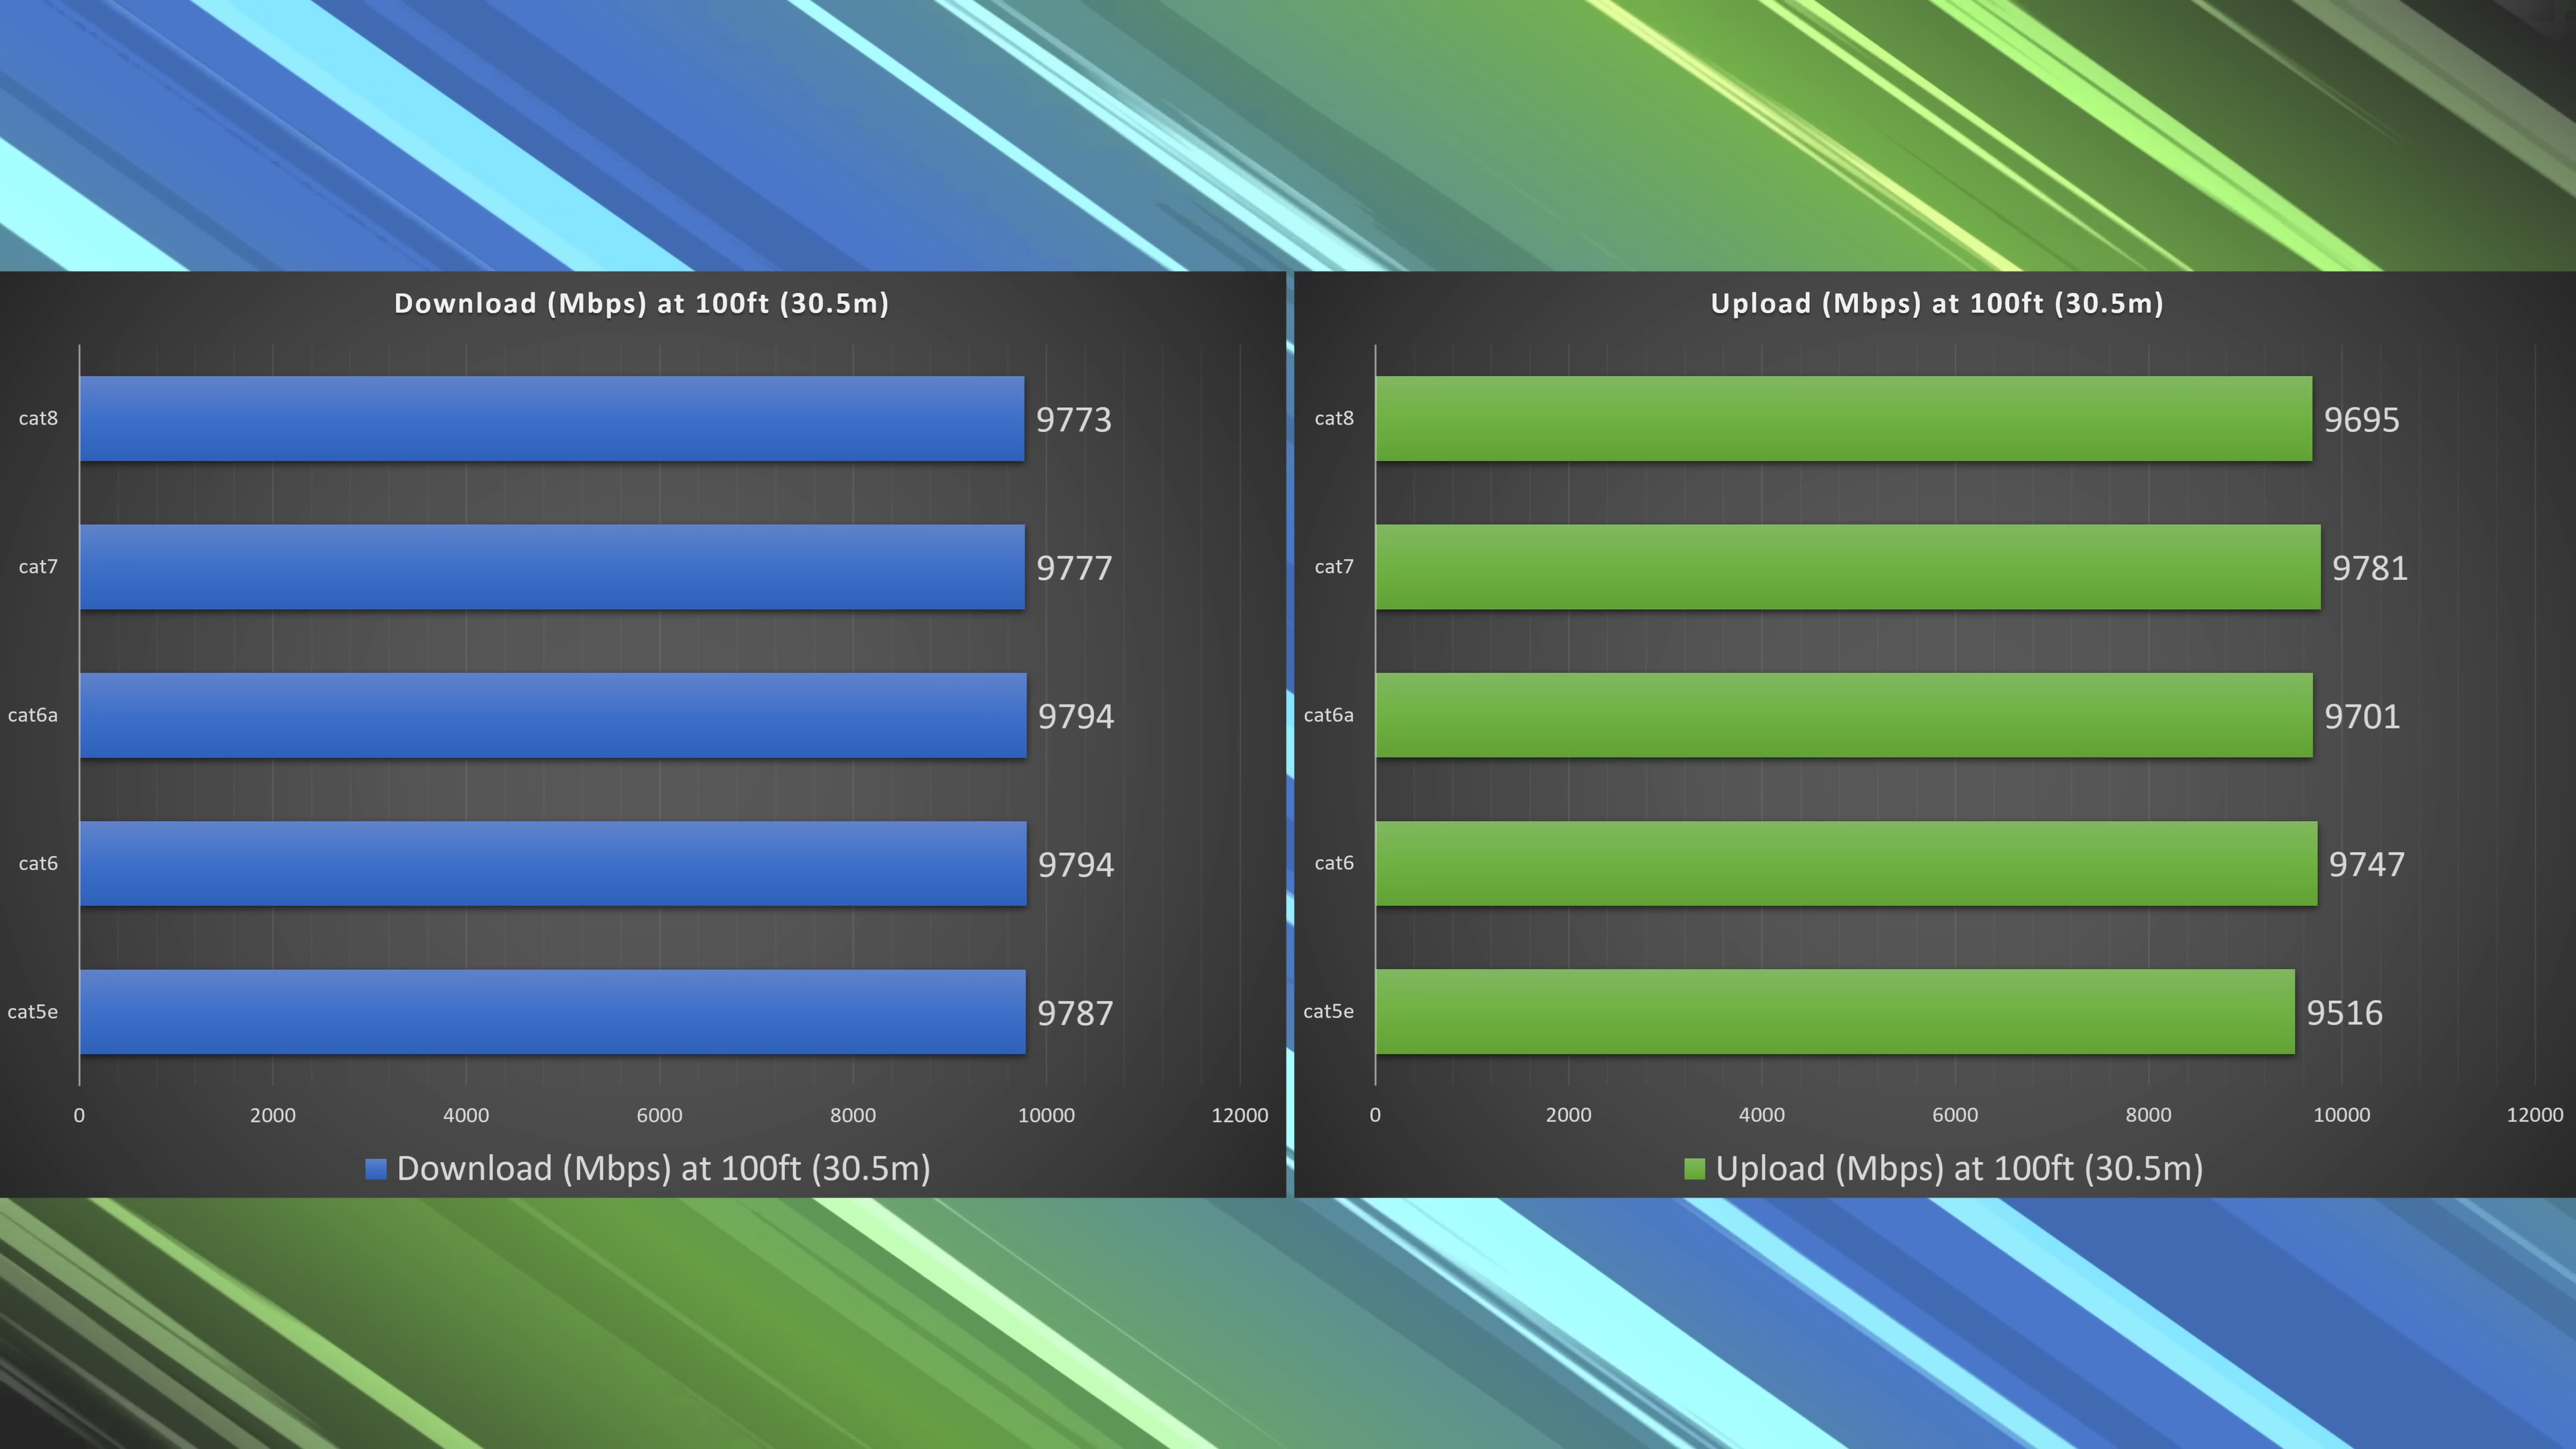 Download (Mbps) at 100ft (30.5m)
cat8
9773
cat7
9777
cat6a
9794
cat6
9794
cat5e
9787
0 2000 4000 6000 8000 10000 12000
Download (Mbps) at 100ft (30.5m)
Upload (Mbps) at 100ft (30.5m)
cat8
9695
cat7
9781
cat6a
9701
cat6
9747
cat5e
9516
0 2000 4000 6000 8000 10000 12000
Upload (Mbps) at 100ft (30.5m)